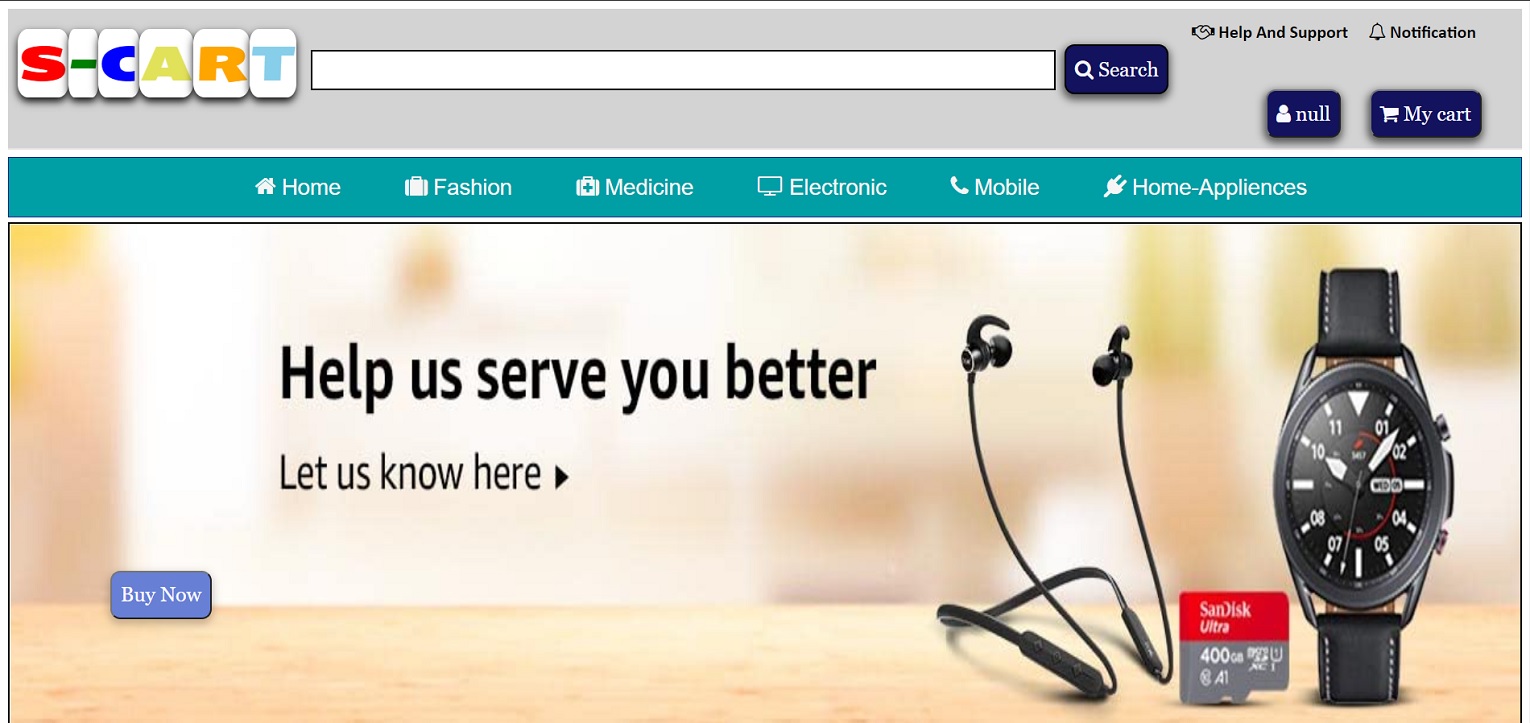 S-CART
Search
Help And Support
Notification
null
My cart
Home
Fashion
Medicine
Electronic
Mobile
Home-Appliences
Help us serve you better
Let us know here
Buy Now
SanDisk
Ultra
400GB
A1
11
01
10
02
WED 05
08
04
07
05